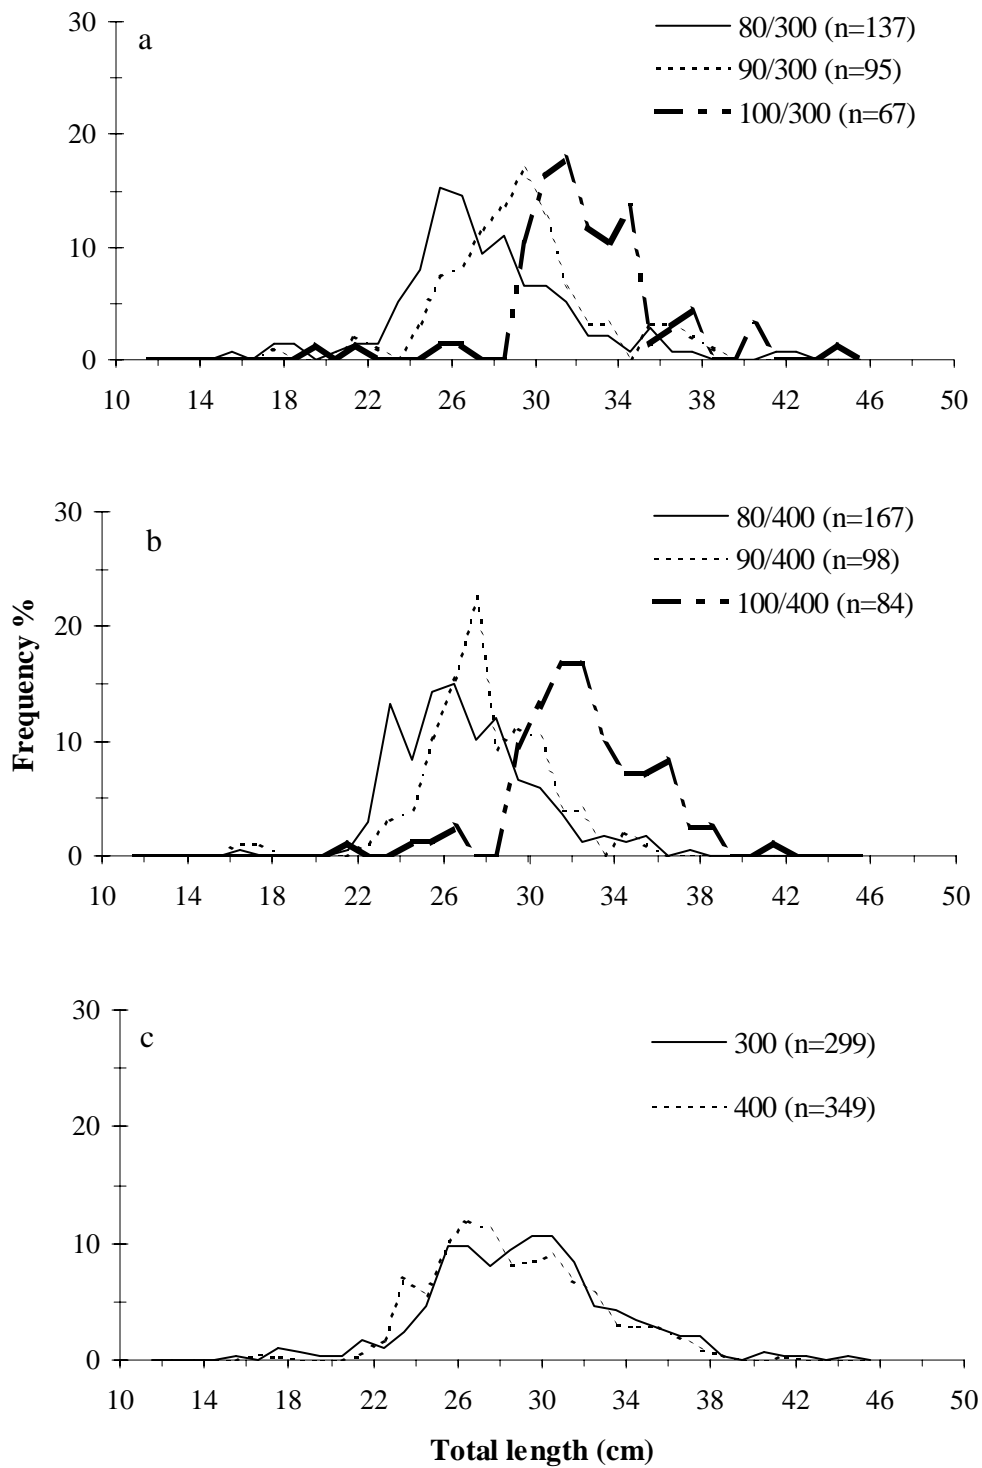 a
80/300 (n=137)
90/300 (n=95)
100/300 (n=67)
30
20
10
0
10 14 18 22 26 30 34 38 42 46 50
b
80/400 (n=167)
90/400 (n=98)
100/400 (n=84)
30
20
10
0
10 14 18 22 26 30 34 38 42 46 50
Frequency %
c
300 (n=299)
400 (n=349)
30
20
10
0
10 14 18 22 26 30 34 38 42 46 50
Total length (cm)